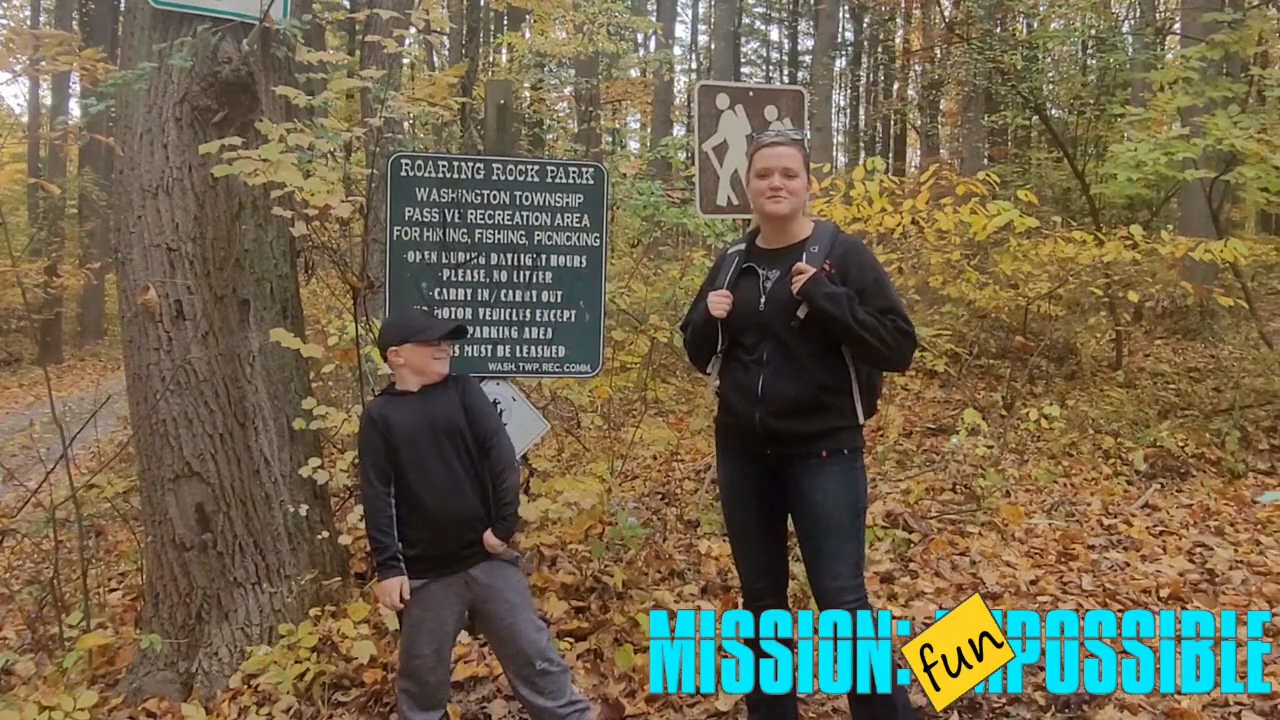 ROARING ROCK PARK
WASHINGTON TOWNSHIP
PASSIVE RECREATION AREA
FOR HIKING, FISHING, PICNICKING
·OPEN DURING DAYLIGHT HOURS
·PLEASE, NO LITTER
·CARRY IN / CARRY OUT
MOTOR VEHICLES EXCEPT
PARKING AREA
MUST BE LEASHED
WASH. TWP. REC. COMM.
MISSION: fun POSSIBLE